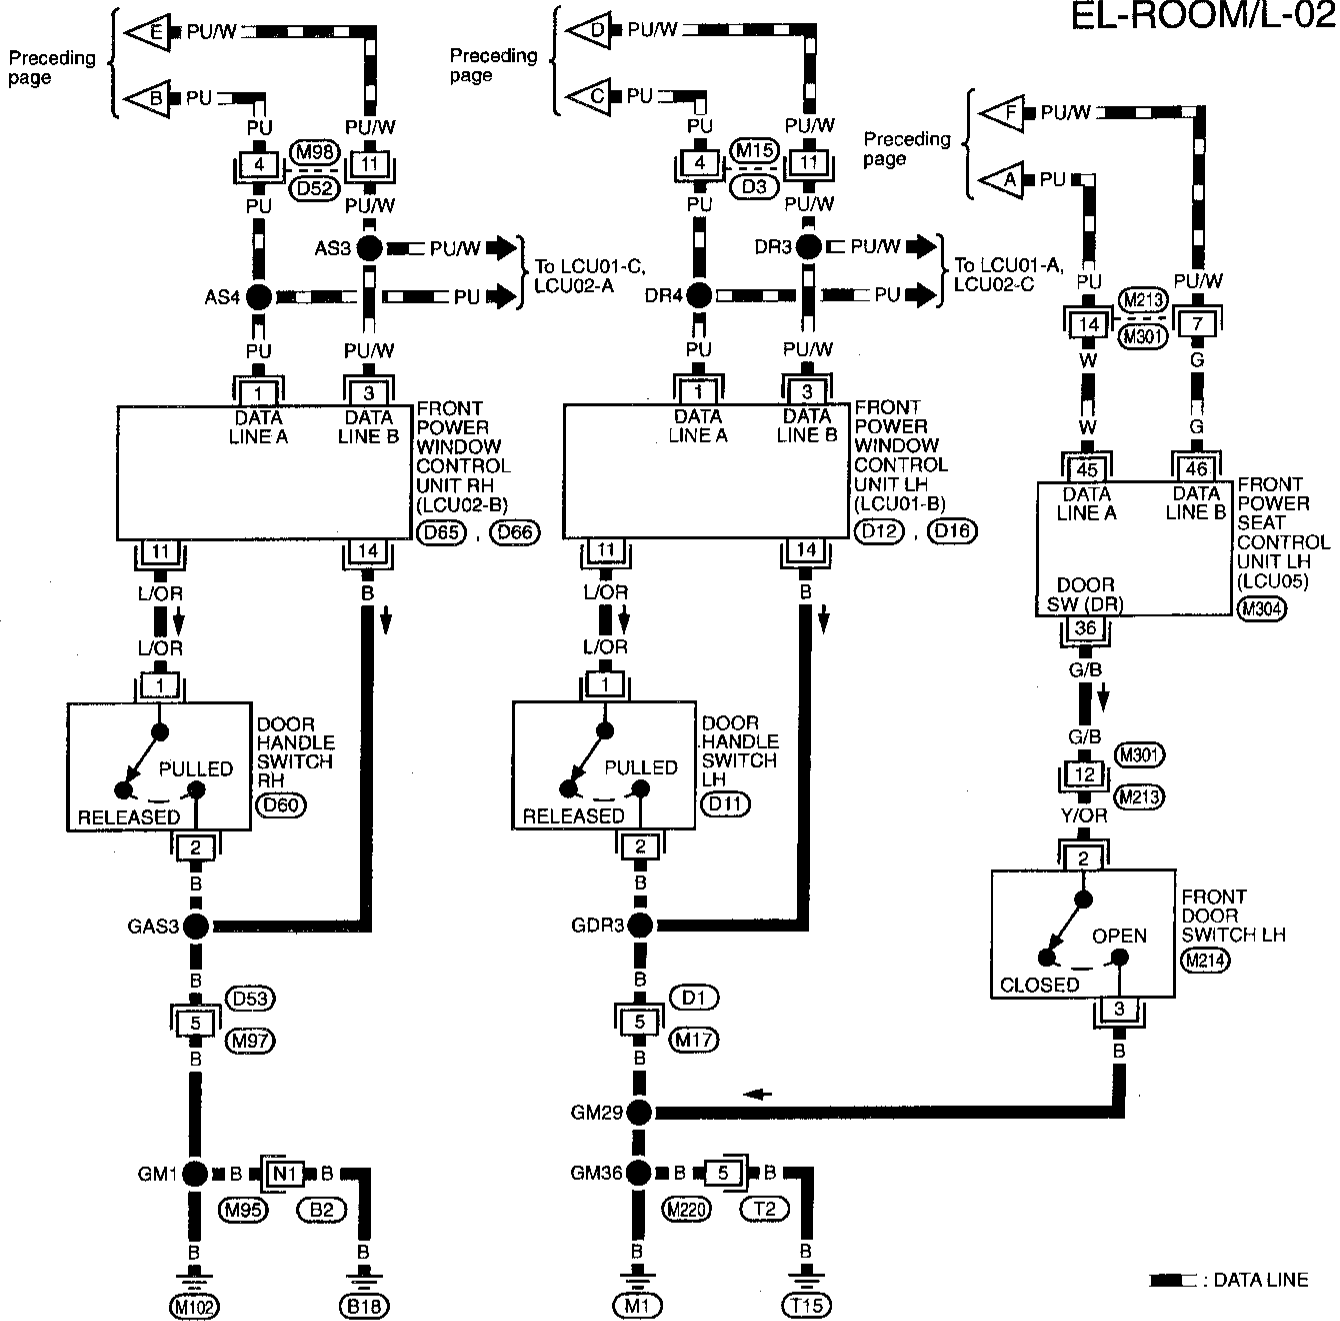 EL-ROOM/L-02
Preceding
page
E PU/W
B PU
PU PU/W
4 M98 11
D52
PU PU/W
AS3 PU/W
AS4 PU
To LCU01-C,
LCU02-A
PU PU/W
1 3
DATA
LINE A
DATA
LINE B
FRONT
POWER
WINDOW
CONTROL
UNIT RH
(LCU02-B)
D65 , D66
11 14
L/OR B
L/OR
1
DOOR
HANDLE
SWITCH
RH
D60
PULLED
RELEASED
2
B
GAS3
B
D53
5
M97
B
GM1 B N1 B
M95 B2
B B
M102 B18
Preceding
page
D PU/W
C PU
PU PU/W
4 M15 11
D3
PU PU/W
DR3 PU/W
DR4 PU
To LCU01-A,
LCU02-C
PU PU/W
1 3
DATA
LINE A
DATA
LINE B
FRONT
POWER
WINDOW
CONTROL
UNIT LH
(LCU01-B)
D12 , D16
11 14
L/OR B
L/OR
1
DOOR
HANDLE
SWITCH
LH
D11
PULLED
RELEASED
2
B
GDR3
B
D1
5
M17
B
GM29
GM36 B 5 B
M220 T2
B B
M1 T15
Preceding
page
F PU/W
A PU
PU PU/W
14 M213 7
M301
W G
W G
45 46
DATA
LINE A
DATA
LINE B
FRONT
POWER
SEAT
CONTROL
UNIT LH
(LCU05)
M304
DOOR
SW (DR)
36
G/B
G/B
M301
12
M213
Y/OR
2
FRONT
DOOR
SWITCH LH
M214
OPEN
CLOSED
3
B
: DATA LINE